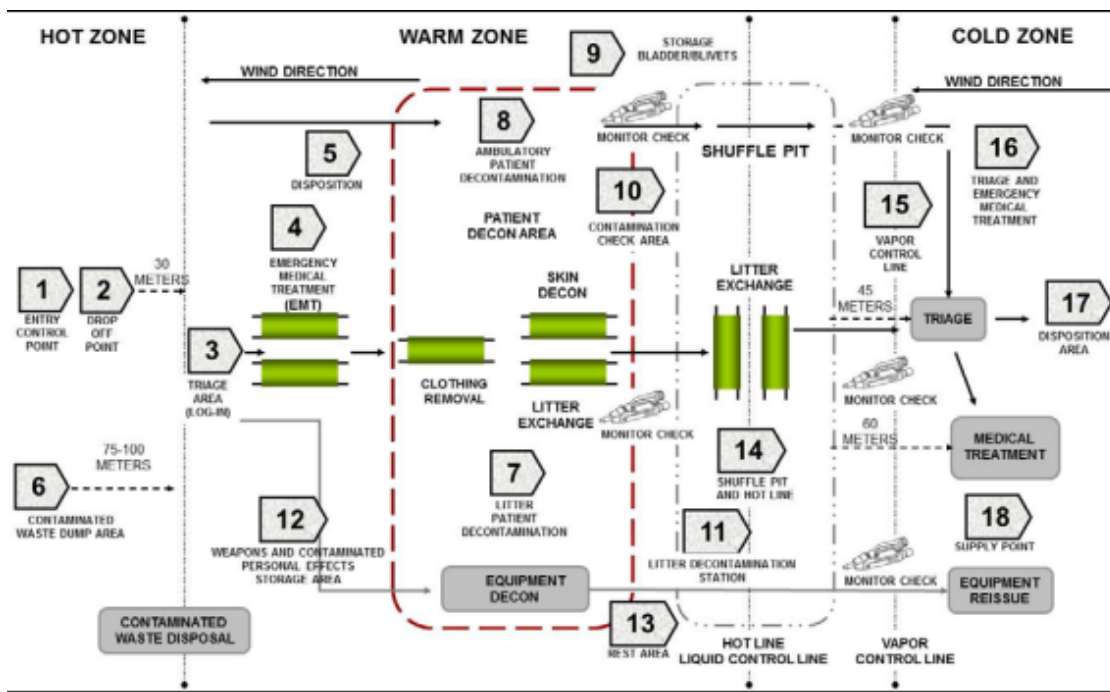 HOT ZONE
WARM ZONE
COLD ZONE
9
STORAGE
BLADDER/BLIVETS
WIND DIRECTION
WIND DIRECTION
8
AMBULATORY
PATIENT
DECONTAMINATION
MONITOR CHECK
SHUFFLE PIT
MONITOR CHECK
5
DISPOSITION
16
TRIAGE AND
EMERGENCY
MEDICAL
TREATMENT
10
CONTAMINATION
CHECK AREA
15
VAPOR
CONTROL
LINE
4
EMERGENCY
MEDICAL
TREATMENT
(EMT)
PATIENT
DECON AREA
30
METERS
1
ENTRY
CONTROL
POINT
2
DROP
OFF
POINT
SKIN
DECON
LITTER
EXCHANGE
45
METERS
TRIAGE
17
DISPOSITION
AREA
3
TRIAGE
AREA
(LOG-IN)
CLOTHING
REMOVAL
LITTER
EXCHANGE
MONITOR CHECK
MONITOR CHECK
60
METERS
MEDICAL
TREATMENT
75-100
METERS
6
CONTAMINATED
WASTE DUMP AREA
7
LITTER
PATIENT
DECONTAMINATION
14
SHUFFLE PIT
AND HOT LINE
12
WEAPONS AND CONTAMINATED
PERSONAL EFFECTS
STORAGE AREA
11
LITTER DECONTAMINATION
STATION
18
SUPPLY POINT
MONITOR CHECK
EQUIPMENT
DECON
EQUIPMENT
REISSUE
CONTAMINATED
WASTE DISPOSAL
13
REST AREA
HOT LINE
LIQUID CONTROL LINE
VAPOR
CONTROL LINE